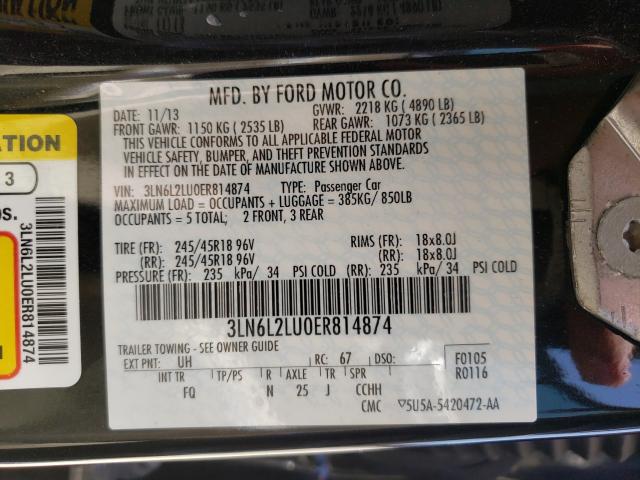 MFD. BY FORD MOTOR CO.
DATE: 11/13 GVWR: 2218 KG ( 4890 LB)
FRONT GAWR: 1150 KG ( 2535 LB) REAR GAWR: 1073 KG ( 2365 LB)
THIS VEHICLE CONFORMS TO ALL APPLICABLE FEDERAL MOTOR
VEHICLE SAFETY, BUMPER, AND THEFT PREVENTION STANDARDS
IN EFFECT ON THE DATE OF MANUFACTURE SHOWN ABOVE.
VIN: 3LN6L2LU0ER814874 TYPE: Passenger Car
MAXIMUM LOAD = OCCUPANTS + LUGGAGE = 385KG/ 850LB
OCCUPANTS = 5 TOTAL; 2 FRONT, 3 REAR
TIRE (FR): 245/45R18 96V RIMS (FR): 18x8.0J
(RR): 245/45R18 96V (RR): 18x8.0J
PRESSURE (FR): 235 kPa/ 34 PSI COLD (RR): 235 kPa/ 34 PSI COLD
3LN6L2LU0ER814874
TRAILER TOWING - SEE OWNER GUIDE
EXT PNT: UH RC: 67 DSO: F0105
R0116
INT TR TP/PS R AXLE TR SPR
FQ N 25 J CCHH
CMC ▽5U5A-5420472-AA
ATION
3
OS.
3LN6L2LU0ER814874